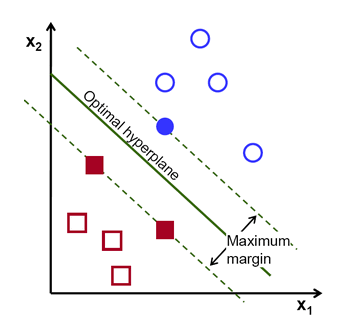 x2
Optimal hyperplane
Maximum
margin
x1